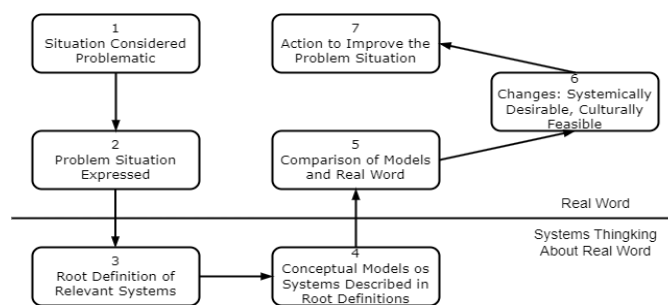 1
Situation Considered
Problematic
2
Problem Situation
Expressed
3
Root Definition of
Relevant Systems
4
Conceptual Models os
Systems Described in
Root Definitions
5
Comparison of Models
and Real Word
6
Changes: Systemically
Desirable, Culturally
Feasible
7
Action to Improve the
Problem Situation
Real Word
Systems Thingking
About Real Word